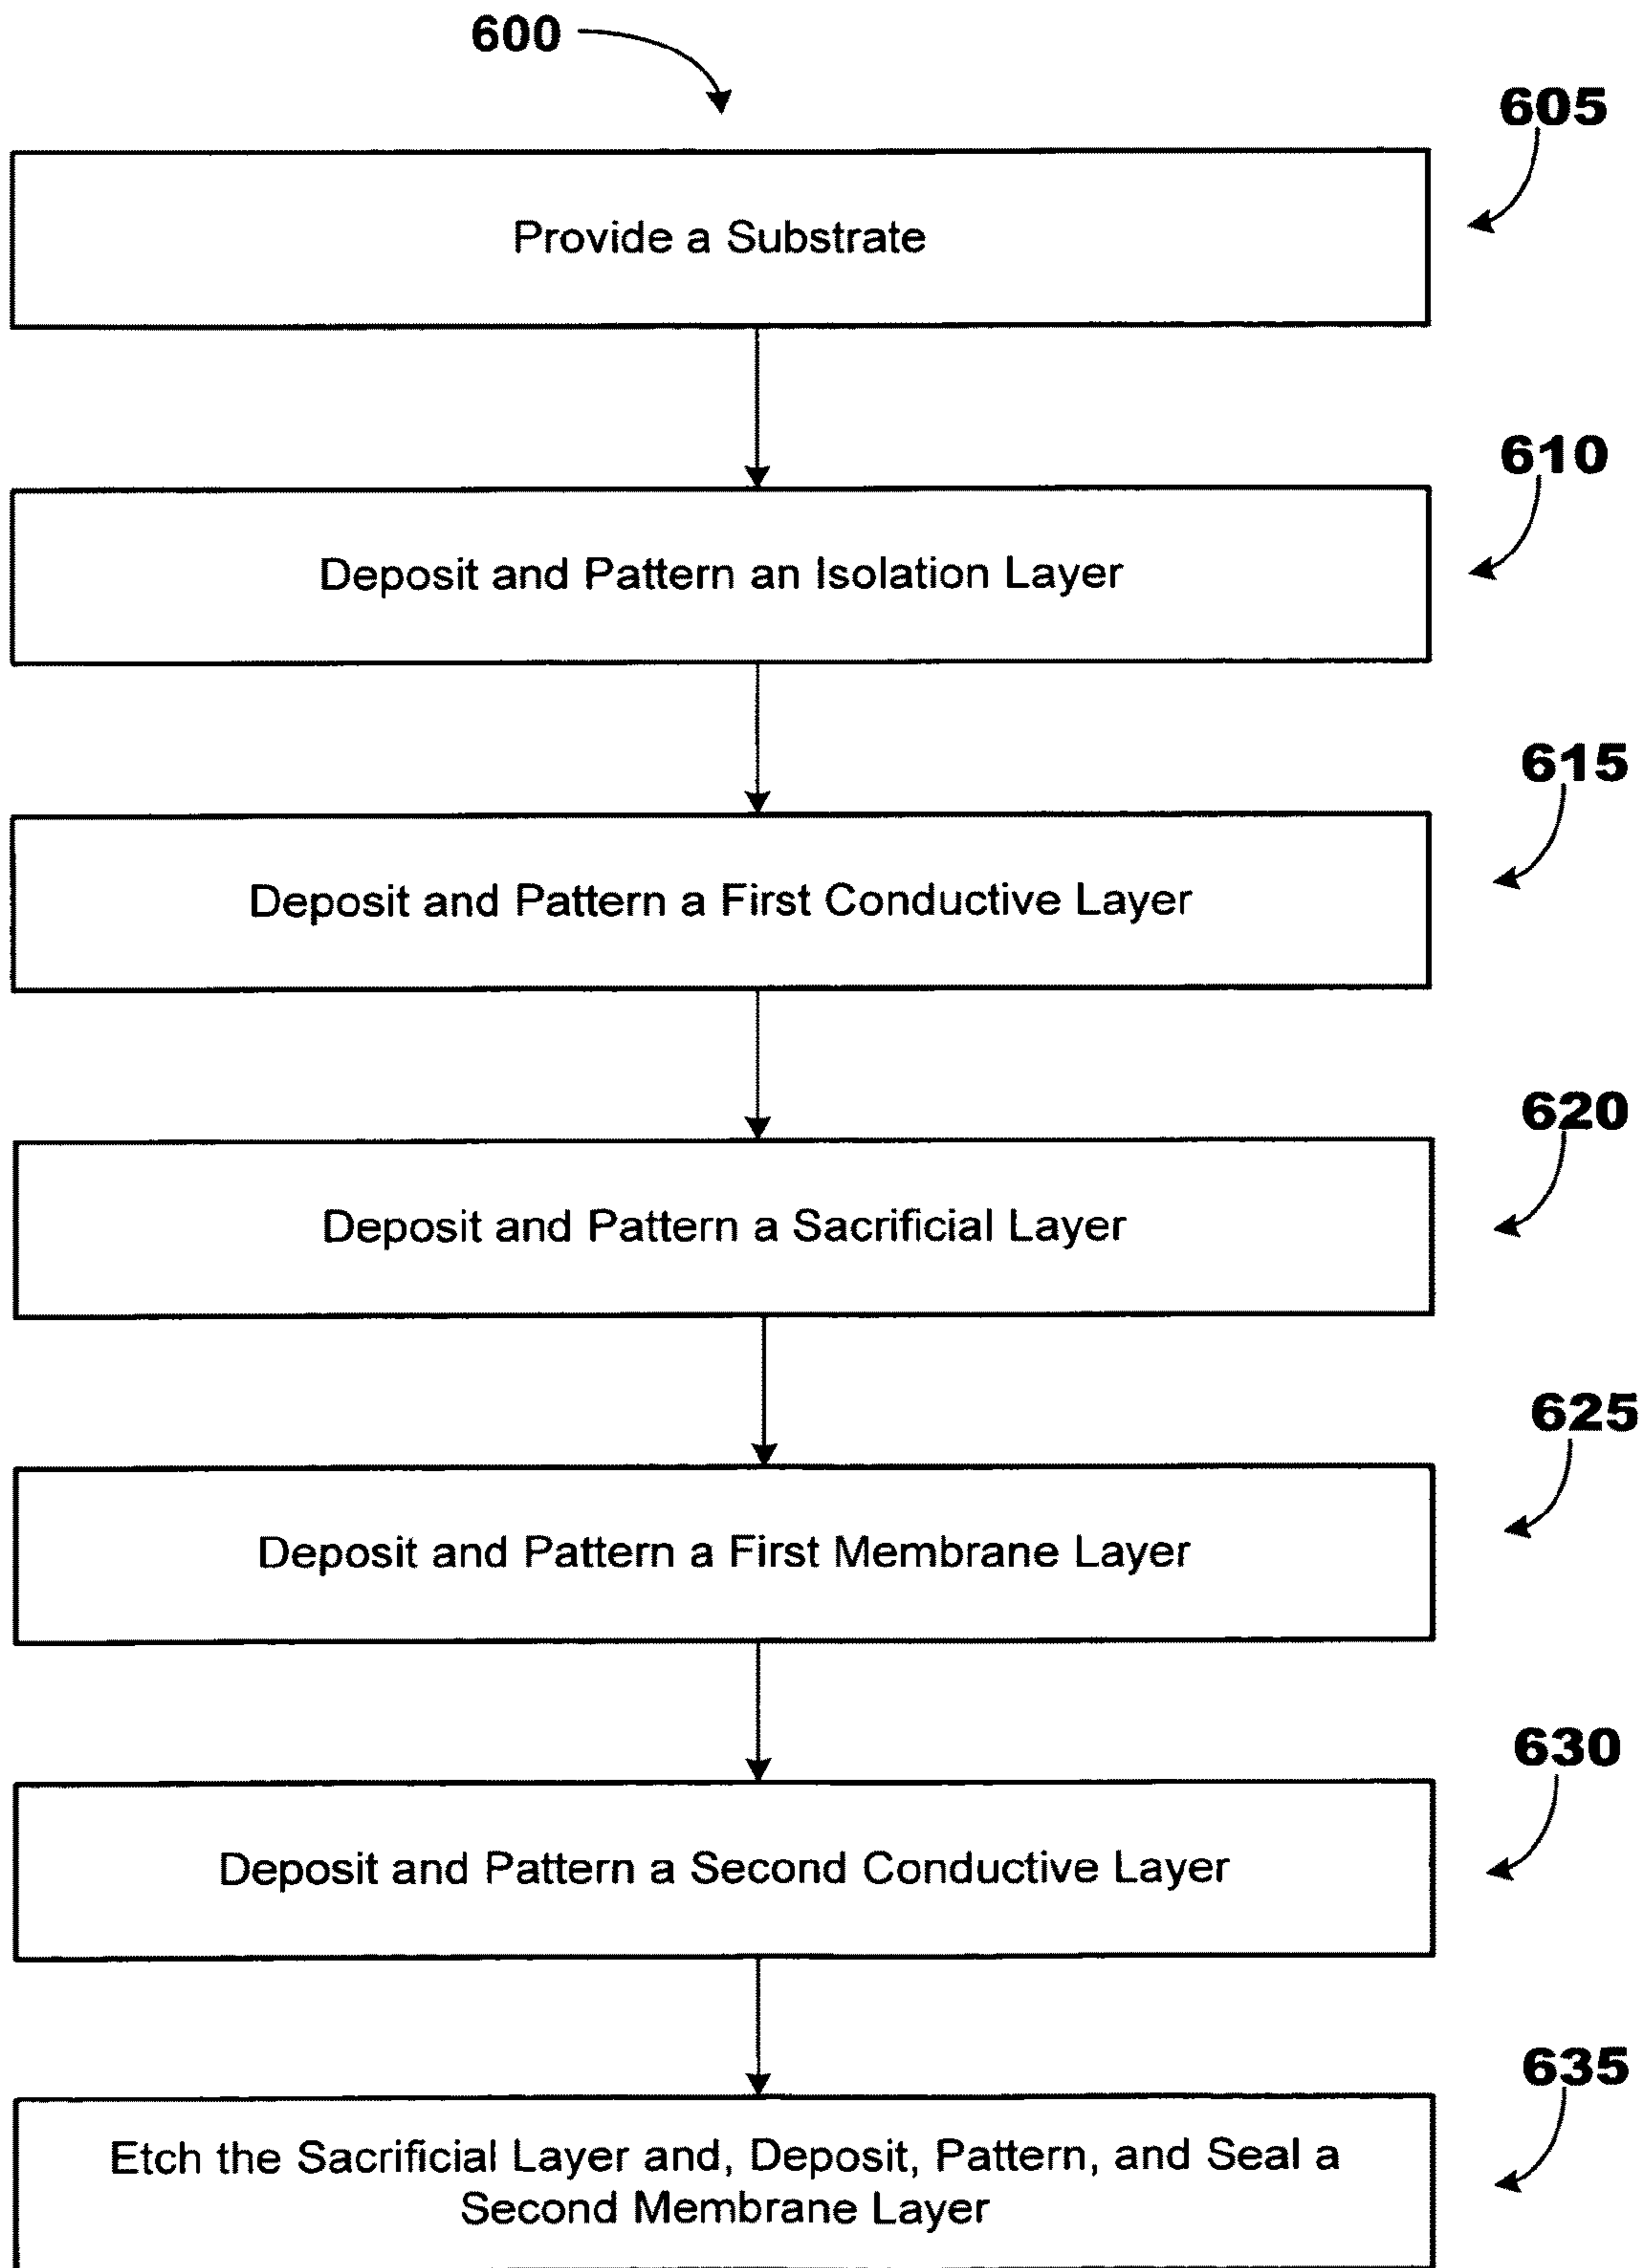 600
605
Provide a Substrate
610
Deposit and Pattern an Isolation Layer
615
Deposit and Pattern a First Conductive Layer
620
Deposit and Pattern a Sacrificial Layer
625
Deposit and Pattern a First Membrane Layer
630
Deposit and Pattern a Second Conductive Layer
635
Etch the Sacrificial Layer and, Deposit, Pattern, and Seal a
Second Membrane Layer